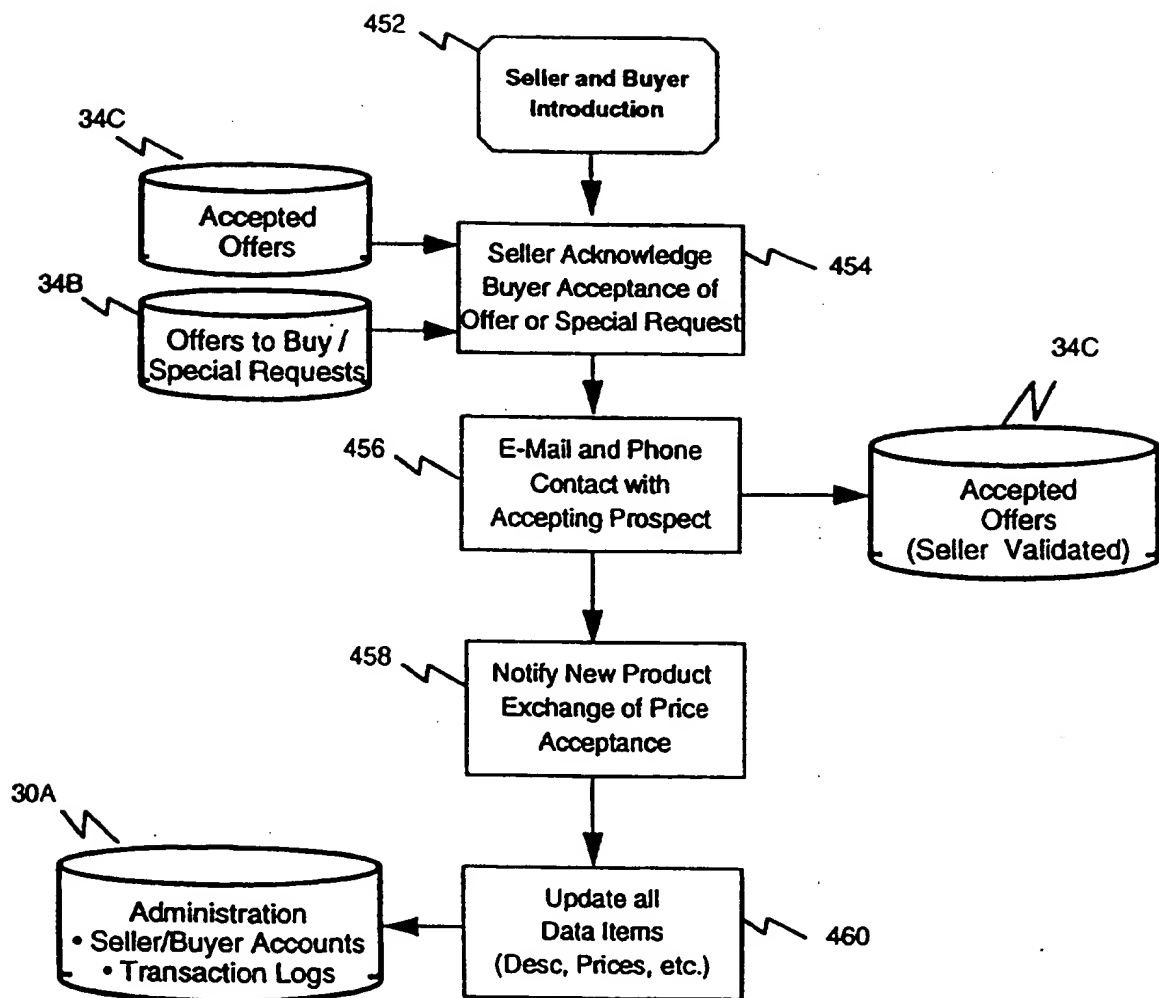 452
Seller and Buyer
Introduction
34C
Accepted
Offers
34B
Offers to Buy /
Special Requests
Seller Acknowledge
Buyer Acceptance of
Offer or Special Request
454
34C
456
E-Mail and Phone
Contact with
Accepting Prospect
Accepted
Offers
(Seller Validated)
458
Notify New Product
Exchange of Price
Acceptance
30A
Administration
• Seller/Buyer Accounts
• Transaction Logs
Update all
Data Items
(Desc, Prices, etc.)
460